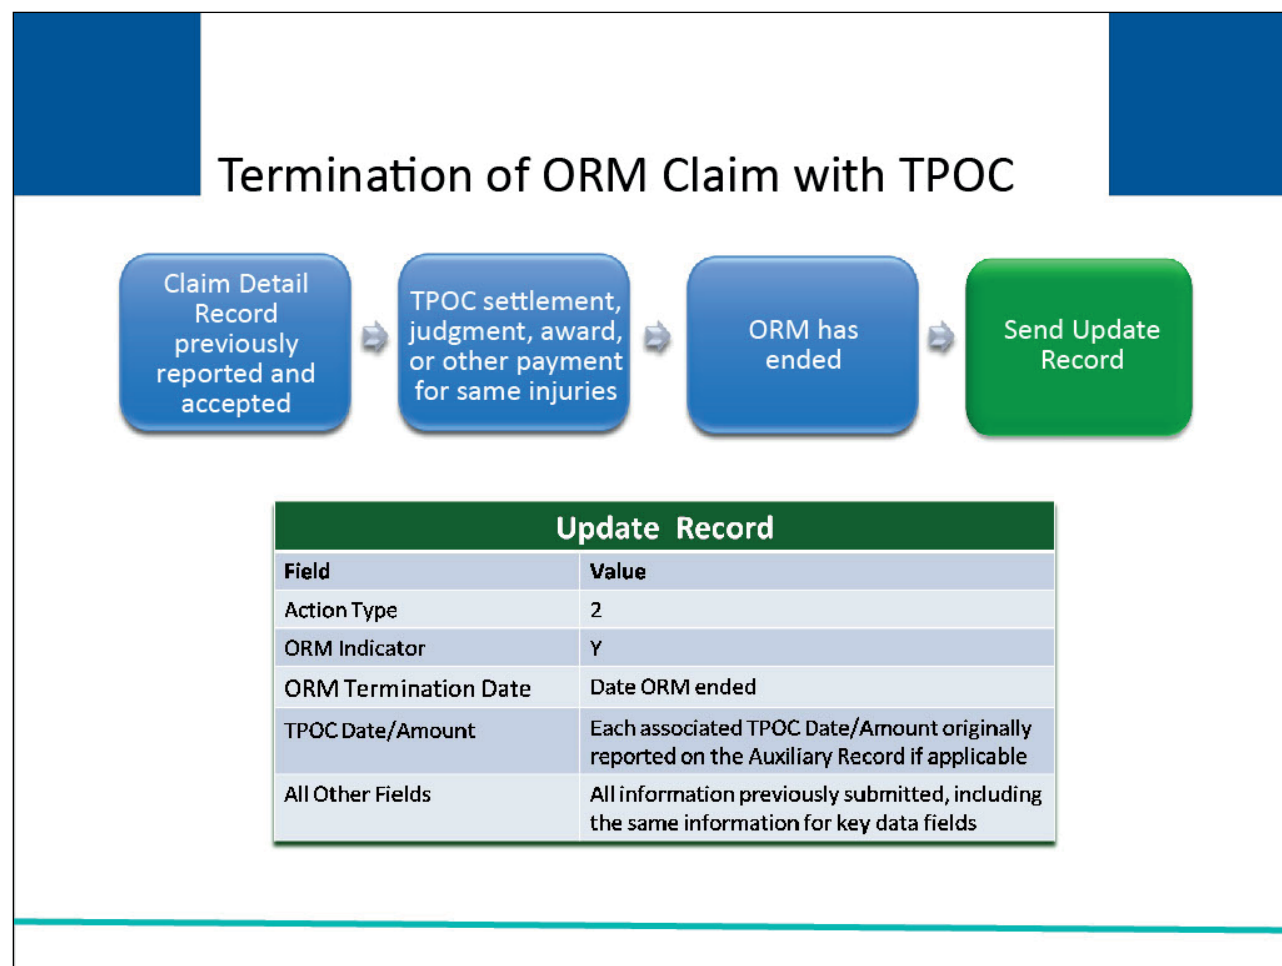 Termination of ORM Claim with TPOC
Claim Detail
Record
previously
reported and
accepted
TPOC settlement,
judgment, award,
or other payment
for same injuries
ORM has
ended
Send Update
Record
Update Record
Field Value
Action Type 2
ORM Indicator Y
ORM Termination Date Date ORM ended
TPOC Date/Amount Each associated TPOC Date/Amount originally
reported on the Auxiliary Record if applicable
All Other Fields All information previously submitted, including
the same information for key data fields